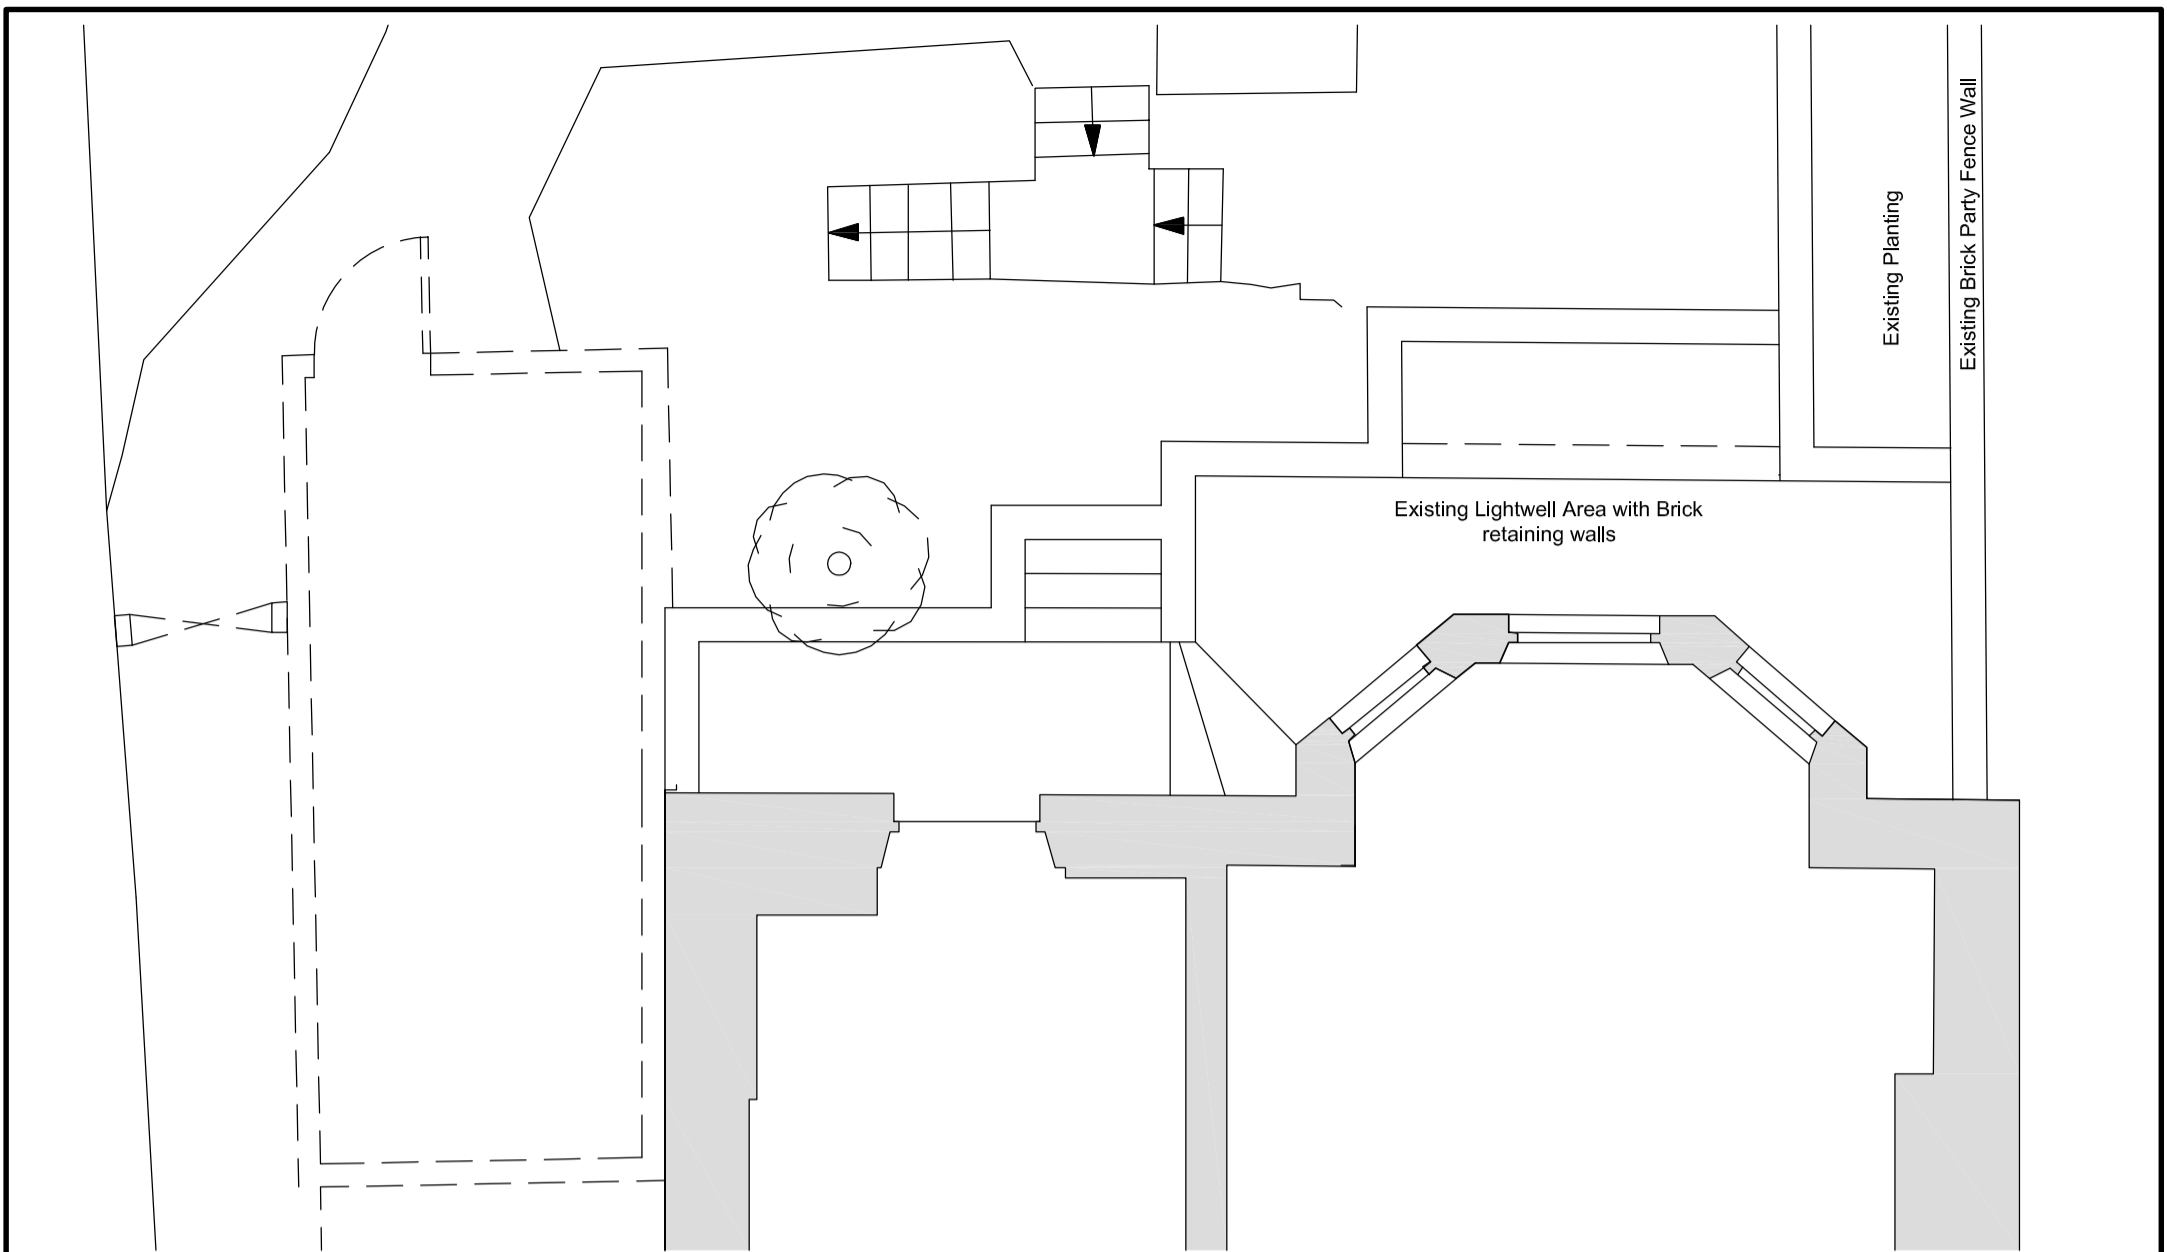 Existing Planting
Existing Brick Party Fence Wall
Existing Lightwell Area with Brick
retaining walls